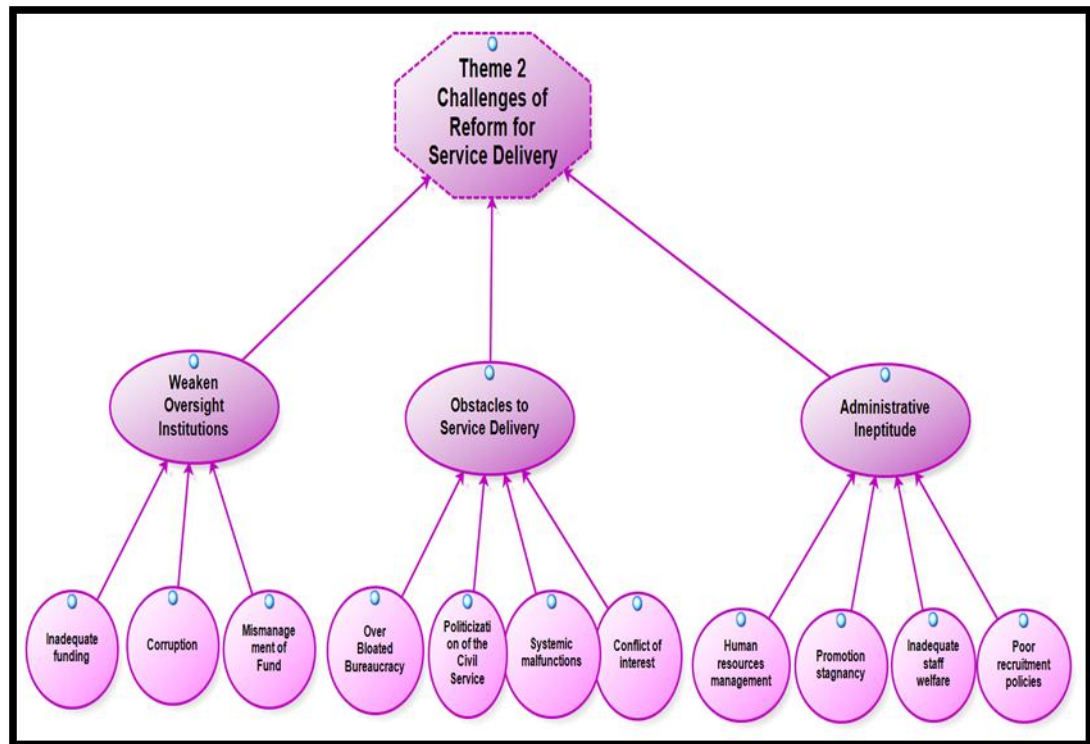 Theme 2
Challenges of
Reform for
Service Delivery
Weaken
Oversight
Institutions
Obstacles to
Service Delivery
Administrative
Ineptitude
Inadequate
funding
Corruption
Mismanage
ment of
Fund
Over
Bloated
Bureaucracy
Politicizati
on of the
Civil
Service
Systemic
malfunctions
Conflict of
interest
Human
resources
management
Promotion
stagnancy
Inadequate
staff
welfare
Poor
recruitment
policies